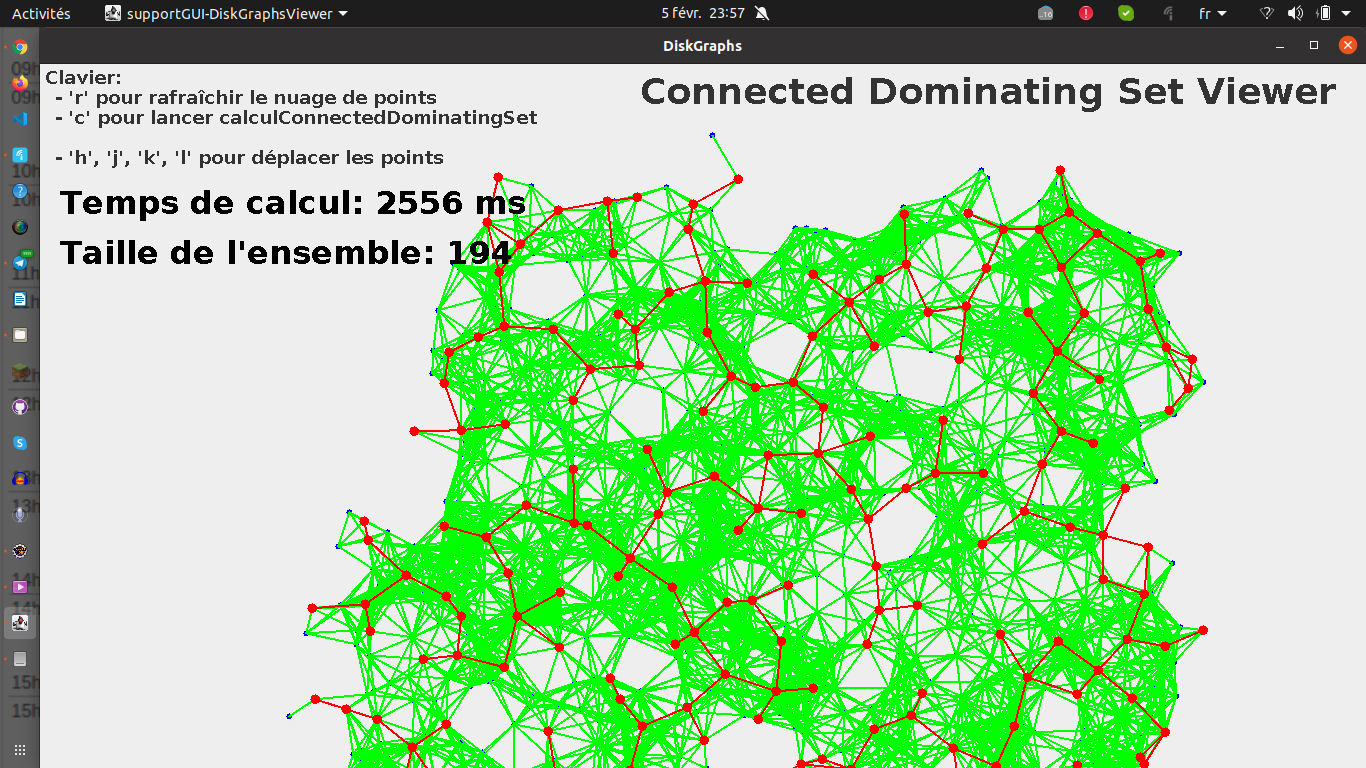 Activités supportGUI-DiskGraphsViewer 5 févr. 23:57 fr
DiskGraphs
Clavier:
- 'r' pour rafraîchir le nuage de points
- 'c' pour lancer calculConnectedDominatingSet
- 'h', 'j', 'k', 'l' pour déplacer les points
Connected Dominating Set Viewer
Temps de calcul: 2556 ms
Taille de l'ensemble: 194